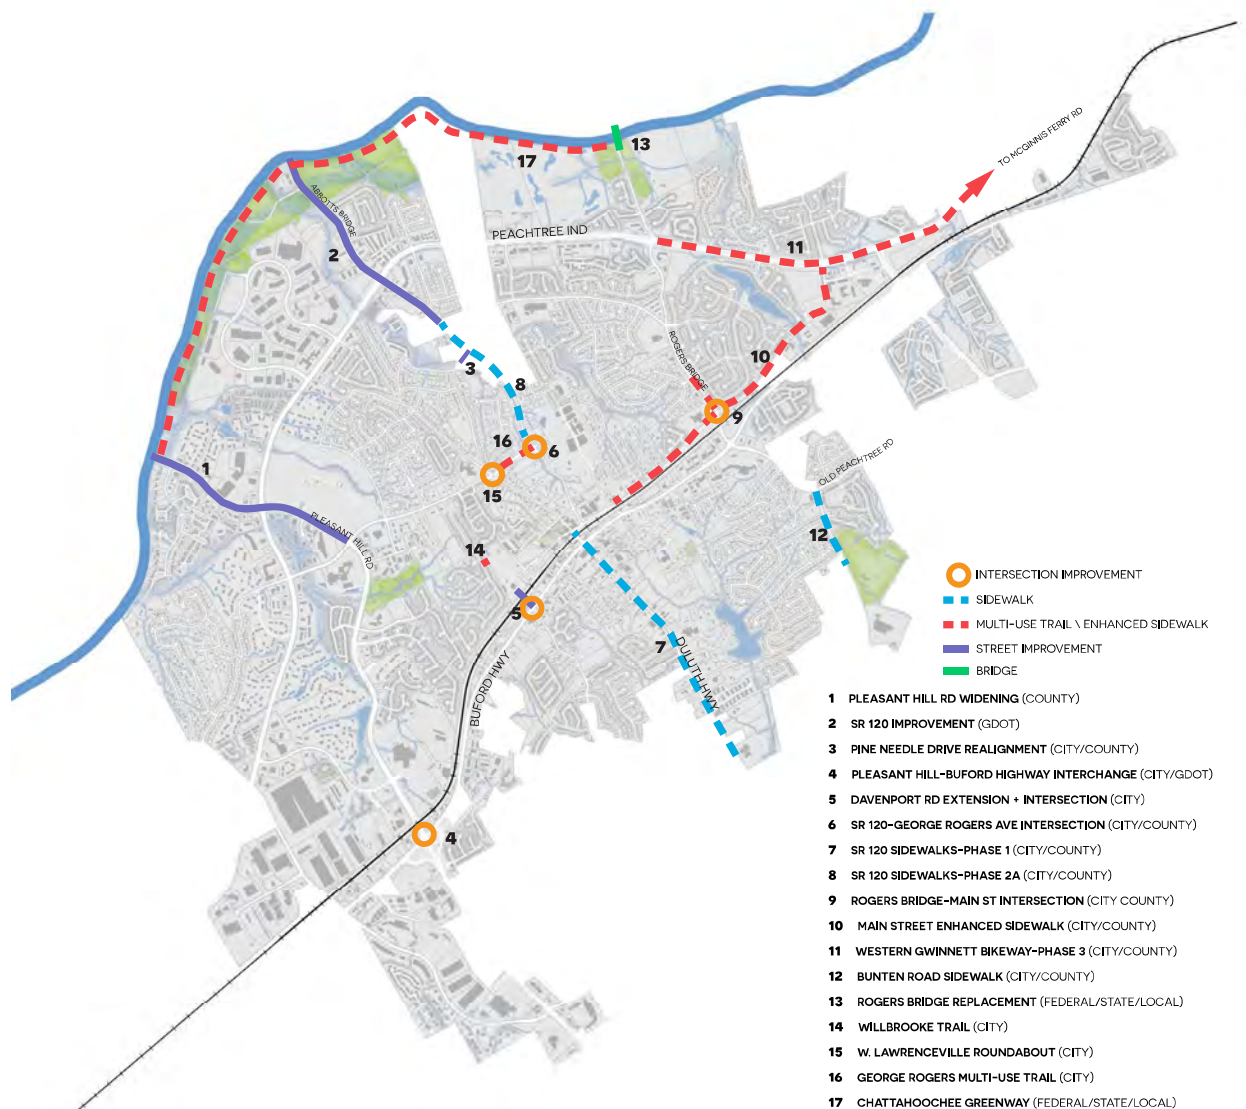 TO MCGINNIS FERRY RD
13
17
ABBOTTS BRIDGE
2
PEACHTREE IND
11
3
8
ROGERS BRIDGE
10
9
16
6
15
1
PLEASANT HILL RD
OLD PEACHTREE RD
12
14
5
7
DULUTH HWY
BUFORD HWY
4
INTERSECTION IMPROVEMENT
SIDEWALK
MULTI-USE TRAIL \ ENHANCED SIDEWALK
STREET IMPROVEMENT
BRIDGE
1 PLEASANT HILL RD WIDENING (COUNTY)
2 SR 120 IMPROVEMENT (GDOT)
3 PINE NEEDLE DRIVE REALIGNMENT (CITY/COUNTY)
4 PLEASANT HILL-BUFORD HIGHWAY INTERCHANGE (CITY/GDOT)
5 DAVENPORT RD EXTENSION + INTERSECTION (CITY)
6 SR 120-GEORGE ROGERS AVE INTERSECTION (CITY/COUNTY)
7 SR 120 SIDEWALKS-PHASE 1 (CITY/COUNTY)
8 SR 120 SIDEWALKS-PHASE 2A (CITY/COUNTY)
9 ROGERS BRIDGE-MAIN ST INTERSECTION (CITY COUNTY)
10 MAIN STREET ENHANCED SIDEWALK (CITY/COUNTY)
11 WESTERN GWINNETT BIKEWAY-PHASE 3 (CITY/COUNTY)
12 BUNTEN ROAD SIDEWALK (CITY/COUNTY)
13 ROGERS BRIDGE REPLACEMENT (FEDERAL/STATE/LOCAL)
14 WILLBROOKE TRAIL (CITY)
15 W. LAWRENCEVILLE ROUNDABOUT (CITY)
16 GEORGE ROGERS MULTI-USE TRAIL (CITY)
17 CHATTAHOOCHEE GREENWAY (FEDERAL/STATE/LOCAL)